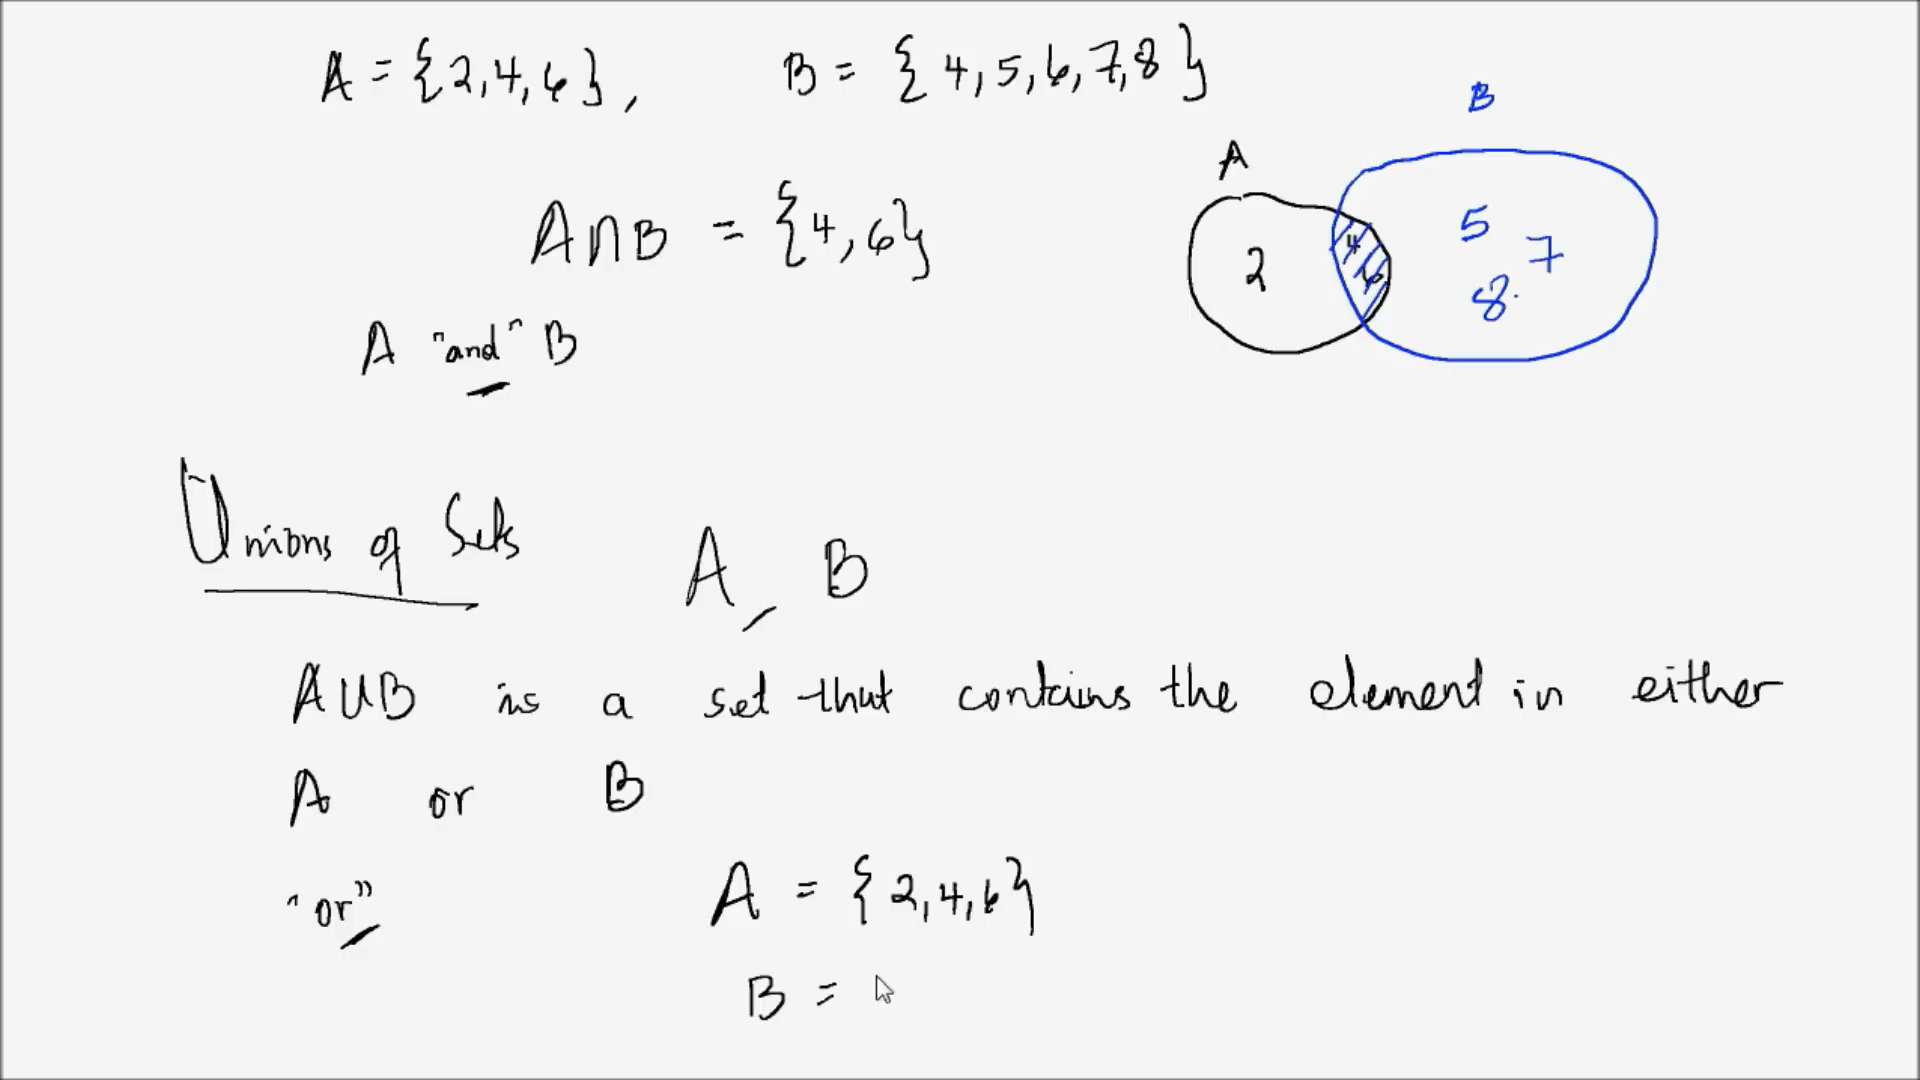 A = {2,4,6}, B = {4,5,6,7,8}
B
A
A∩B = {4,6}
2
4
6
5
7
8.
A "and" B
Unions of Sets
A, B
AUB is a set that contains the element in either
A or B
"or"
A = {2,4,6}
B =